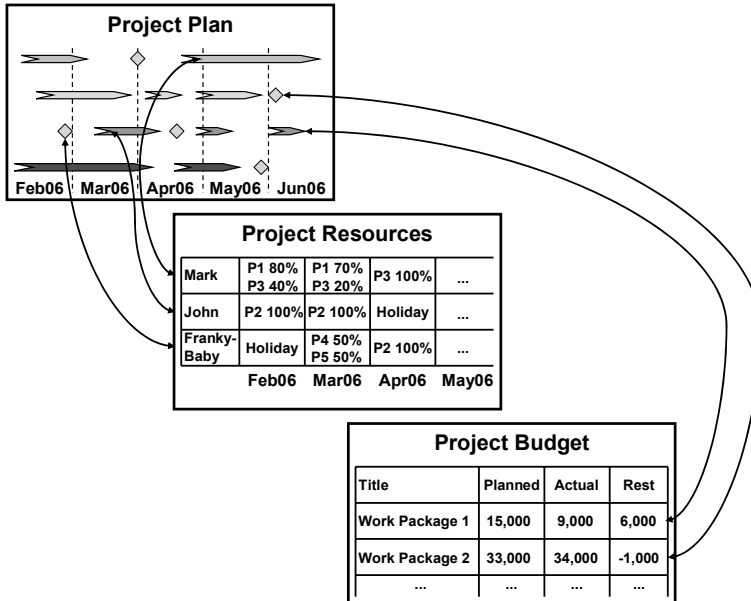 Project Plan
Feb06 Mar06 Apr06 May06 Jun06
Project Resources
Mark P1 80% P1 70% P3 100% ...
P3 40% P3 20%
John P2 100% P2 100% Holiday ...
Franky- Holiday P4 50% P2 100% ...
Baby P5 50%
Feb06 Mar06 Apr06 May06
Project Budget
Title Planned Actual Rest
Work Package 1 15,000 9,000 6,000
Work Package 2 33,000 34,000 -1,000
... ... ... ...